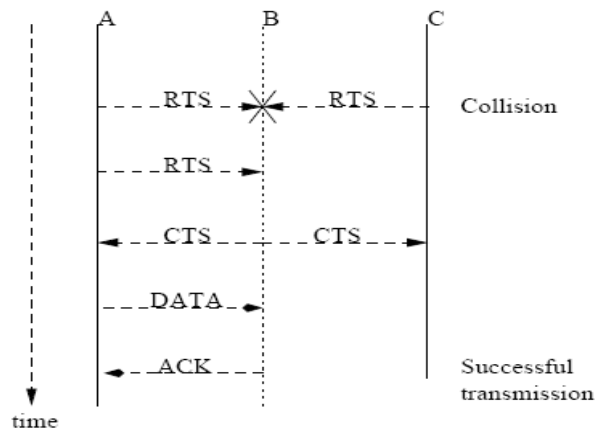 A B C
RTS RTS Collision
RTS
CTS CTS
DATA
ACK Successful
transmission
time